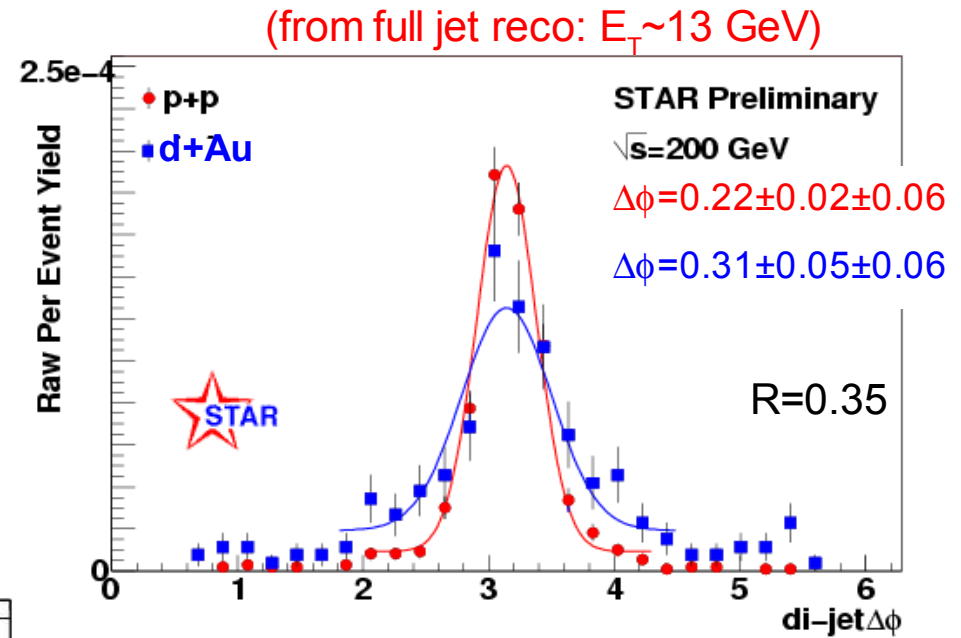 (from full jet reco: E_T~13 GeV)
2.5e-4
p+p
d+Au
STAR Preliminary
√s=200 GeV
Δϕ=0.22±0.02±0.06
Δϕ=0.31±0.05±0.06
Raw Per Event Yield
STAR
R=0.35
0
0 1 2 3 4 5 6
di-jetΔϕ